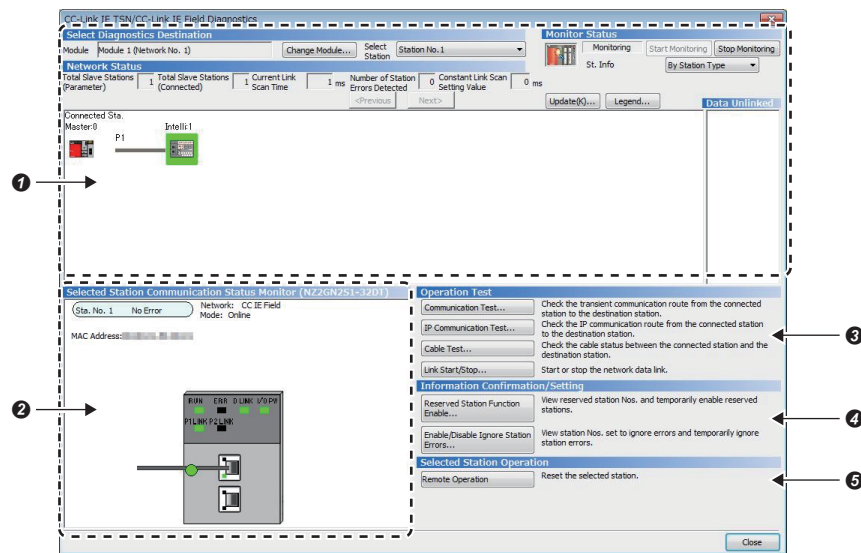 CC-Link IE TSN/CC-Link IE Field Diagnostics
Select Diagnostics Destination
Module Module 1 (Network No. 1) Change Module... Select Station Station No.1
Monitor Status
Monitoring Start Monitoring Stop Monitoring
St. Info By Station Type
Network Status
Total Slave Stations (Parameter) 1 Total Slave Stations (Connected) 1 Current Link Scan Time 1 ms Number of Station Errors Detected 0 Constant Link Scan Setting Value 0 ms
<Previous Next> Update(K)... Legend... Data Unlinked
Connected Sta.
Master:0 Intelli:1
P1
1
Selected Station Communication Status Monitor (NZ2GN2S1-32DT)
Sta. No. 1 No Error
Network: CC IE Field
Mode: Online
MAC Address:
RUN ERR D LINK I/O PW
P1 LINK P2 LINK
2
Operation Test
Communication Test... Check the transient communication route from the connected station to the destination station.
IP Communication Test... Check the IP communication route from the connected station to the destination station.
Cable Test... Check the cable status between the connected station and the destination station.
Link Start/Stop... Start or stop the network data link.
3
Information Confirmation/Setting
Reserved Station Function Enable... View reserved station Nos. and temporarily enable reserved stations.
Enable/Disable Ignore Station Errors... View station Nos. set to ignore errors and temporarily ignore station errors.
4
Selected Station Operation
Remote Operation Reset the selected station.
5
Close